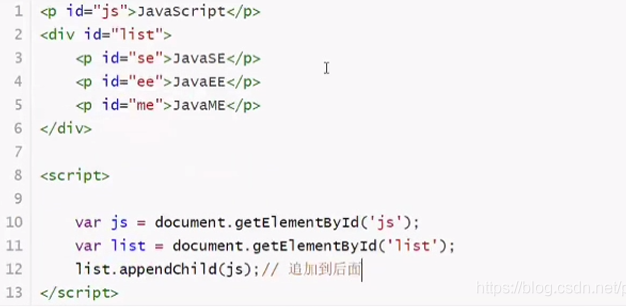 1 <p id="js">JavaScript</p>
2 <div id="list">
3     <p id="se">JavaSE</p>
4     <p id="ee">JavaEE</p>
5     <p id="me">JavaME</p>
6 </div>
7
8 <script>
9
10     var js = document.getElementById('js');
11     var list = document.getElementById('list');
12     list.appendChild(js);// 追加到后面
13 </script>
https://blog.csdn.net/p